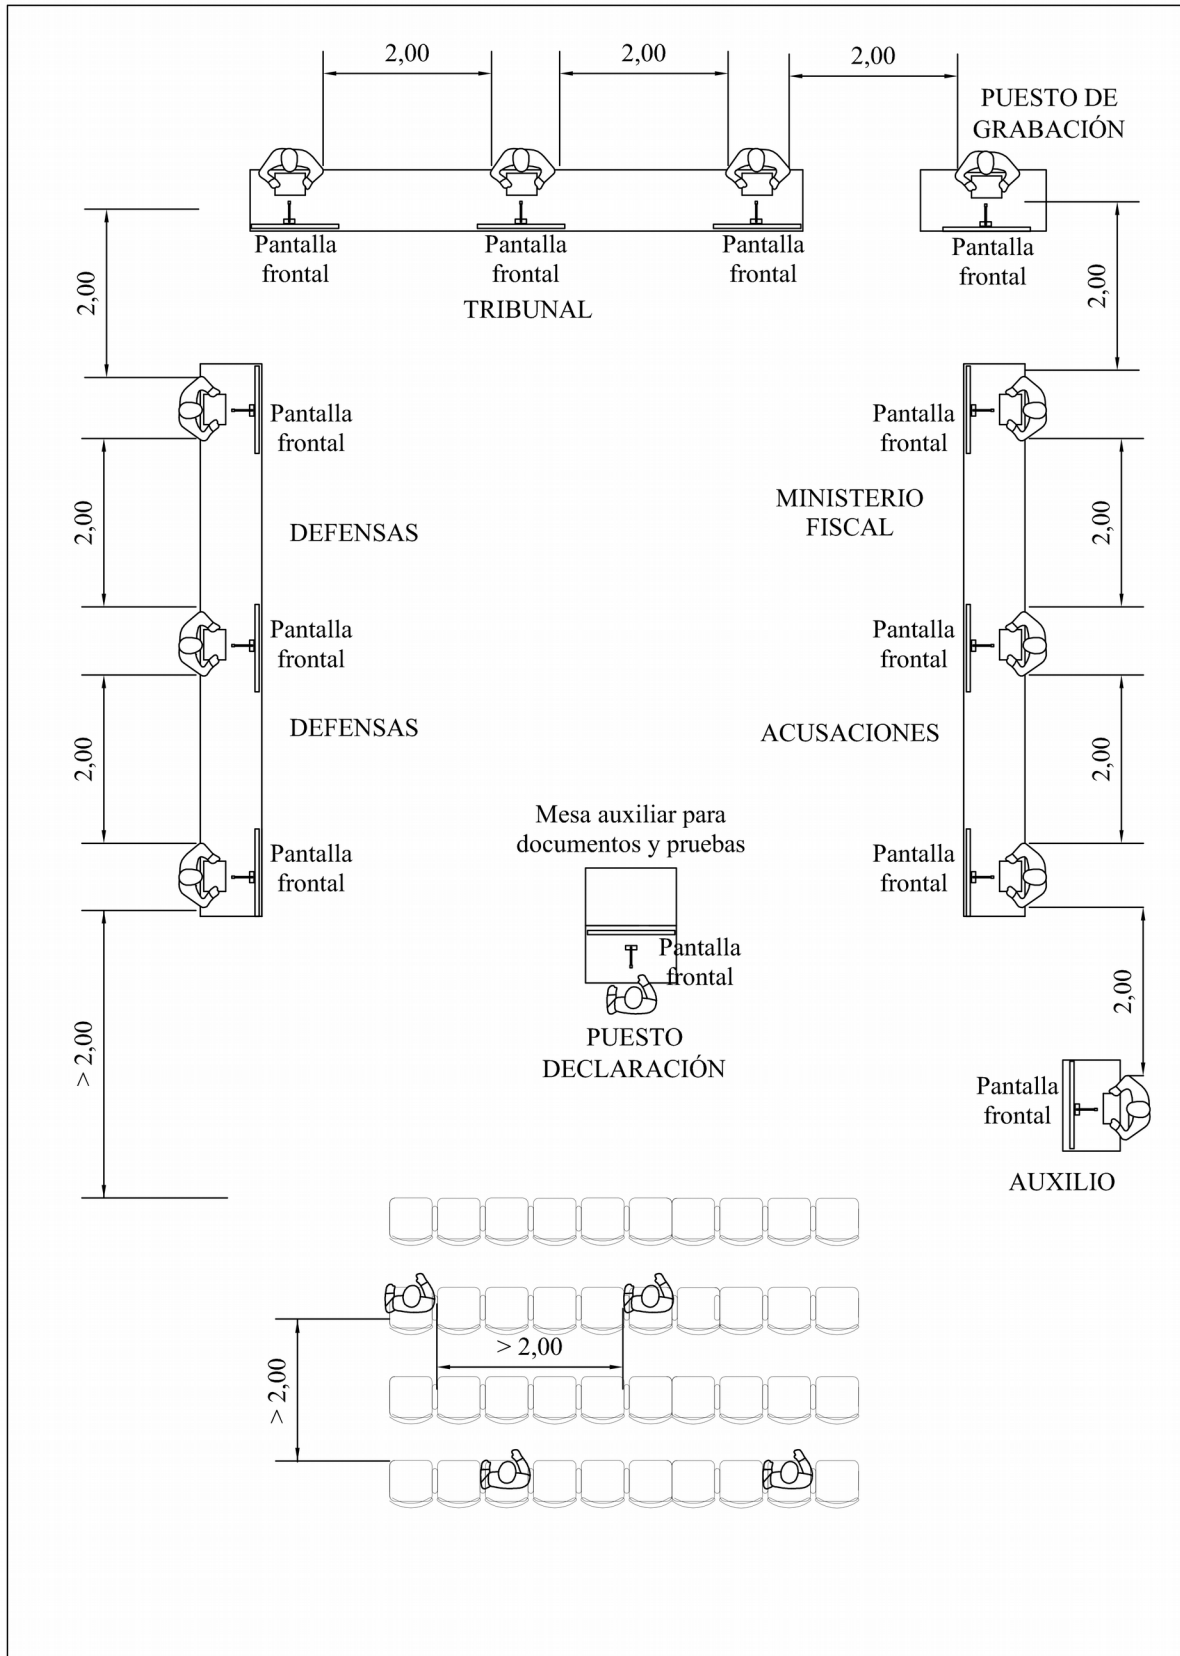 2,00
2,00
2,00
PUESTO DE
GRABACIÓN
Pantalla
frontal
Pantalla
frontal
Pantalla
frontal
Pantalla
frontal
TRIBUNAL
2,00
2,00
Pantalla
frontal
Pantalla
frontal
2,00
DEFENSAS
MINISTERIO
FISCAL
2,00
Pantalla
frontal
Pantalla
frontal
2,00
DEFENSAS
ACUSACIONES
2,00
Mesa auxiliar para
documentos y pruebas
Pantalla
frontal
Pantalla
frontal
Pantalla
frontal
PUESTO
DECLARACIÓN
> 2,00
2,00
Pantalla
frontal
AUXILIO
> 2,00
> 2,00